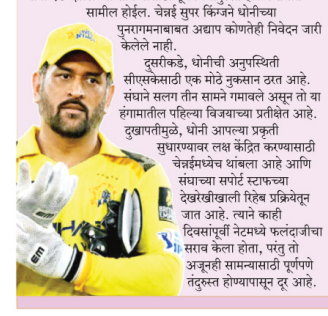 सामील होईल. चेन्नई सुपर किंग्जने धोनीच्या
पुनरागमनाबाबत अद्याप कोणतेही निवेदन जारी
केलेले नाही.
दुसरीकडे, धोनीची अनुपस्थिती
सीएसकेसाठी एक मोठे नुकसान ठरत आहे.
संघाने सलग तीन सामने गमावले असून तो या
हंगामातील पहिल्या विजयाच्या प्रतीक्षेत आहे.
दुखापतीमुळे, धोनी आपल्या प्रकृती
सुधारण्यावर लक्ष केंद्रित करण्यासाठी
चेन्नईमध्येच थांबला आहे आणि
संघाच्या सपोर्ट स्टाफच्या
देखरेखीखाली रिहेब प्रक्रियेतून
जात आहे. त्याने काही
दिवसांपूर्वी नेटमध्ये फलंदाजीचा
सराव केला होता, परंतु तो
अजूनही सामन्यासाठी पूर्णपणे
तंदुरुस्त होण्यापासून दूर आहे.
EM